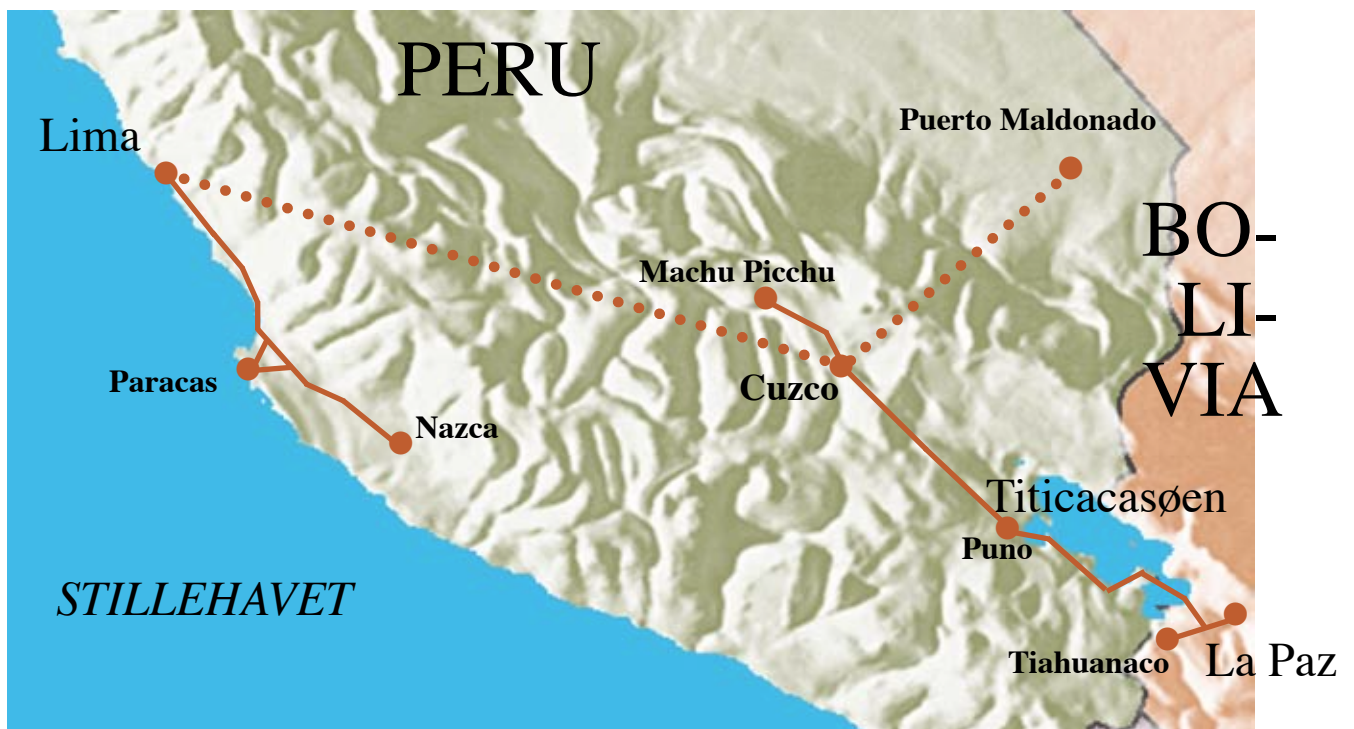 PERU
Puerto Maldonado
Lima
BO-
LI-
VIA
Machu Picchu
Cuzco
Paracas
Nazca
Titicacasøen
Puno
STILLEHAVET
Tiahuanaco
La Paz